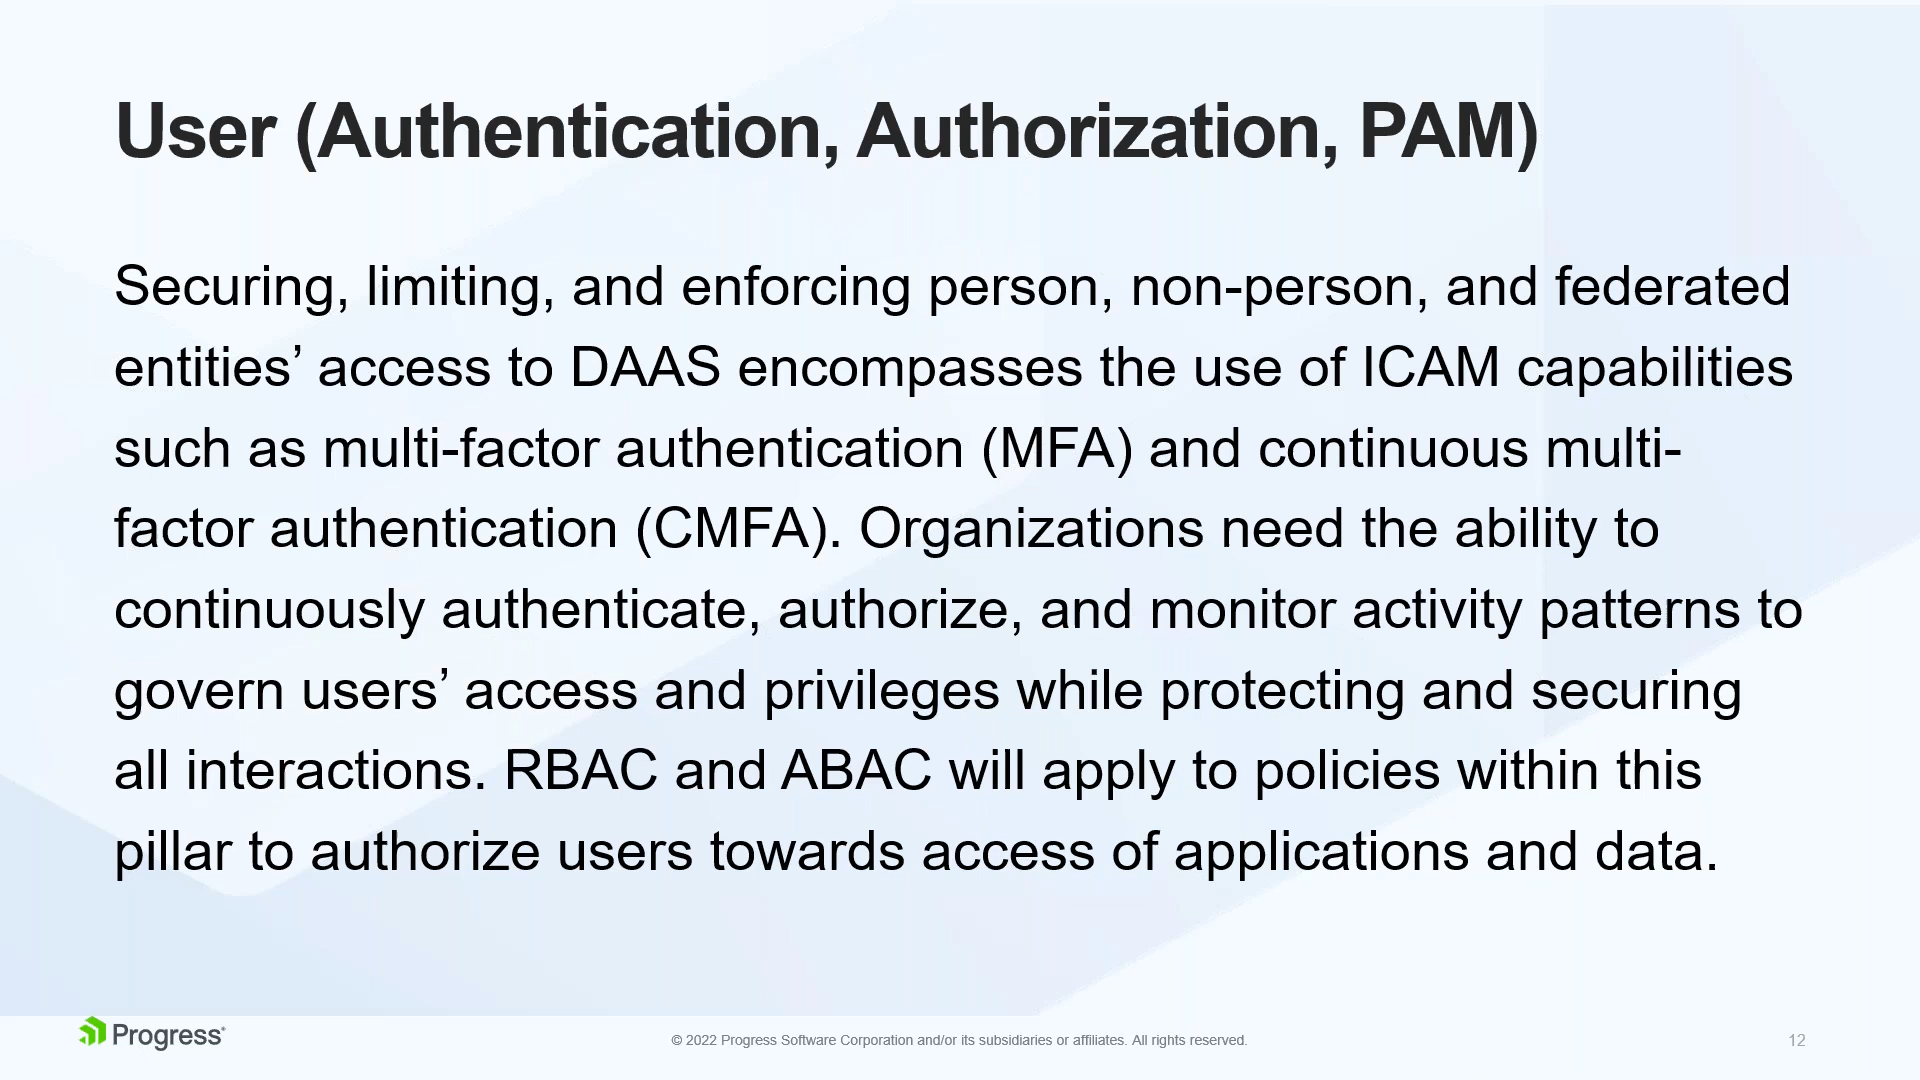 User (Authentication, Authorization, PAM)
Securing, limiting, and enforcing person, non-person, and federated
entities’ access to DAAS encompasses the use of ICAM capabilities
such as multi-factor authentication (MFA) and continuous multi-
factor authentication (CMFA). Organizations need the ability to
continuously authenticate, authorize, and monitor activity patterns to
govern users’ access and privileges while protecting and securing
all interactions. RBAC and ABAC will apply to policies within this
pillar to authorize users towards access of applications and data.
Progress®
© 2022 Progress Software Corporation and/or its subsidiaries or affiliates. All rights reserved.
12